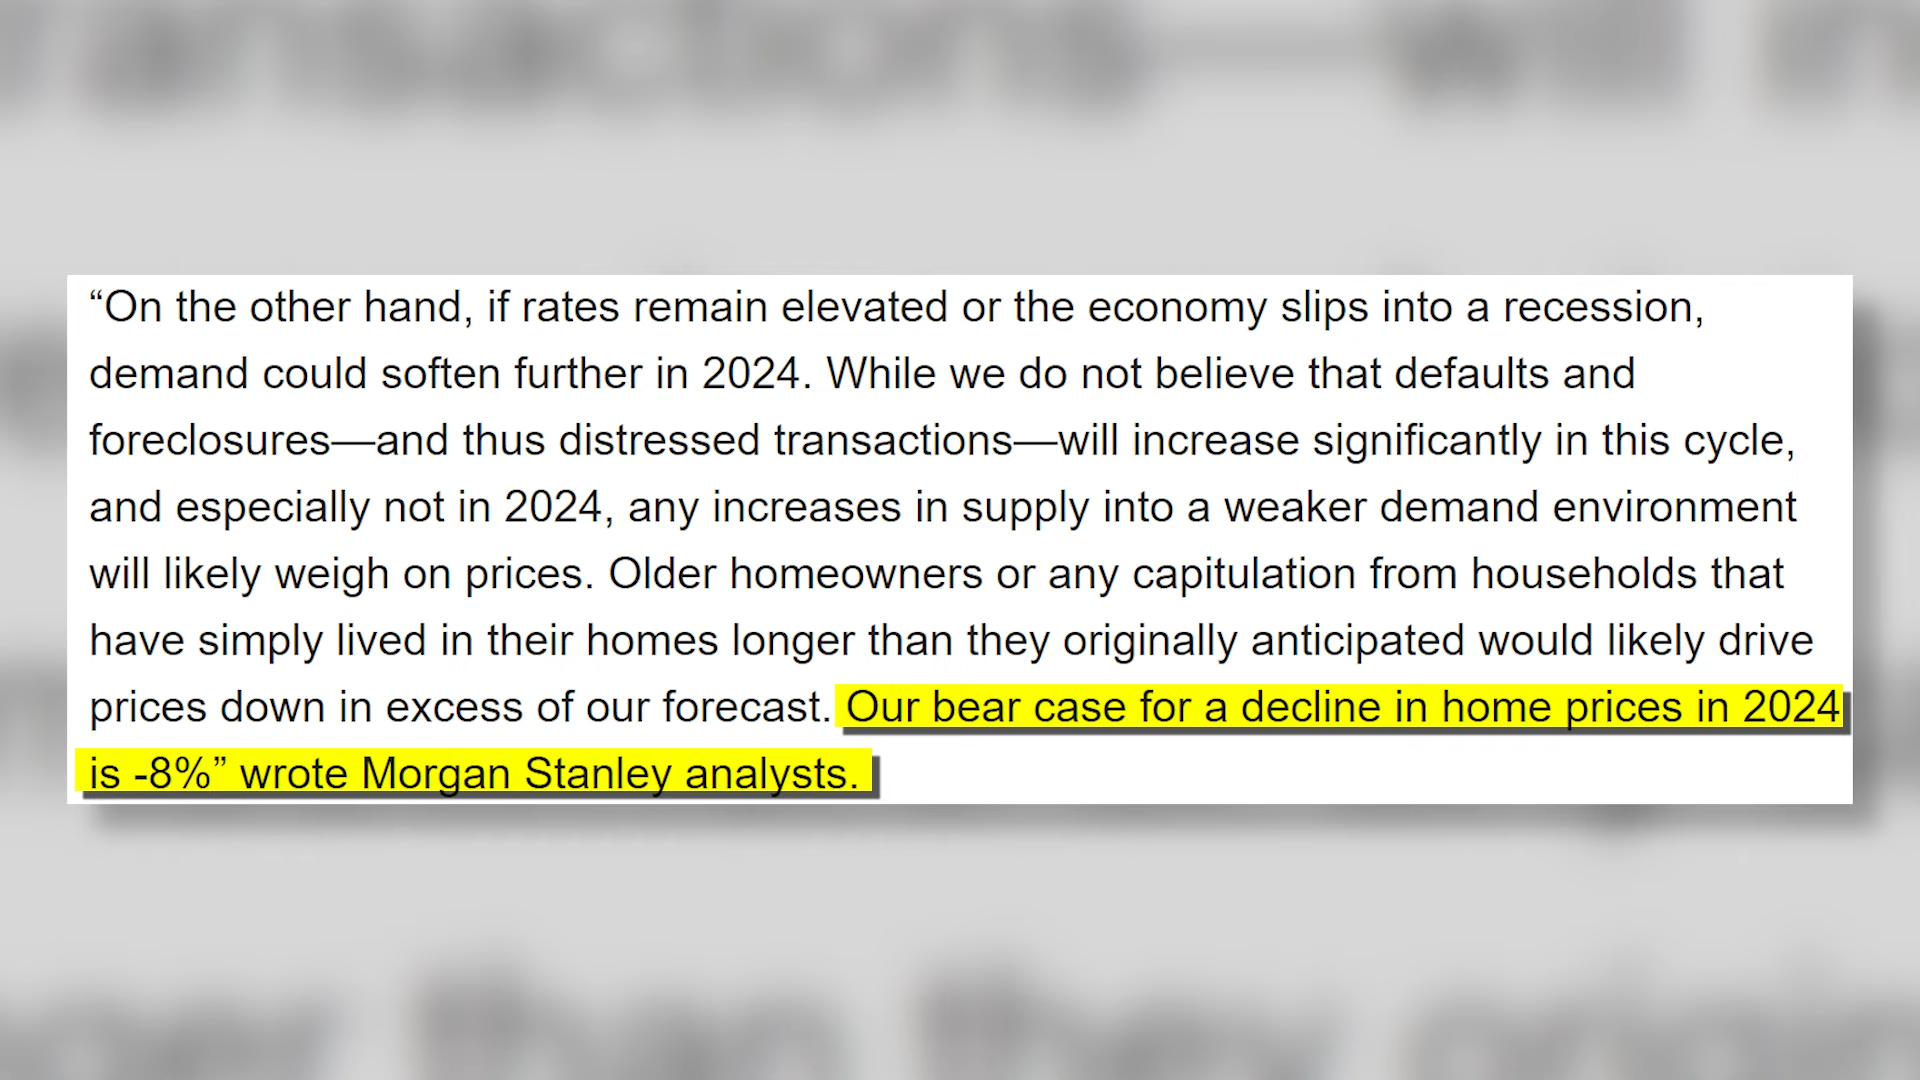 “On the other hand, if rates remain elevated or the economy slips into a recession,
demand could soften further in 2024. While we do not believe that defaults and
foreclosures—and thus distressed transactions—will increase significantly in this cycle,
and especially not in 2024, any increases in supply into a weaker demand environment
will likely weigh on prices. Older homeowners or any capitulation from households that
have simply lived in their homes longer than they originally anticipated would likely drive
prices down in excess of our forecast. Our bear case for a decline in home prices in 2024
is -8%” wrote Morgan Stanley analysts.